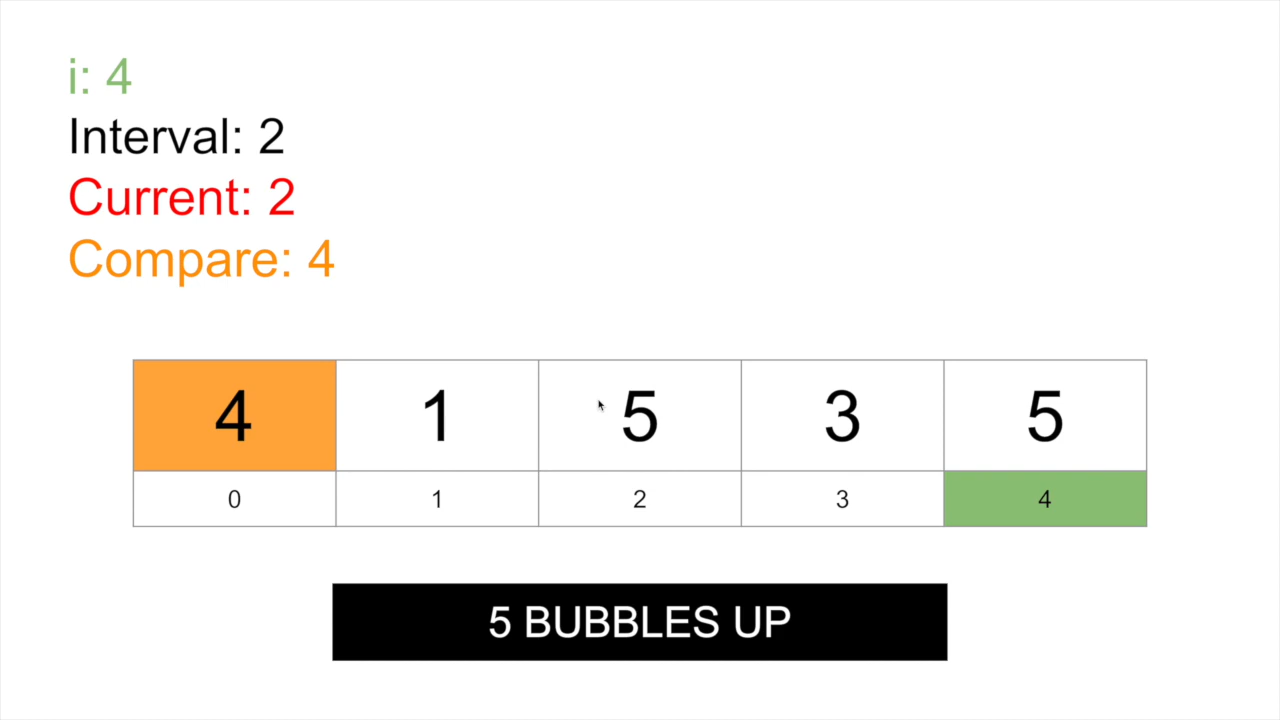 i: 4
Interval: 2
Current: 2
Compare: 4
4 1 5 3 5
0 1 2 3 4
5 BUBBLES UP